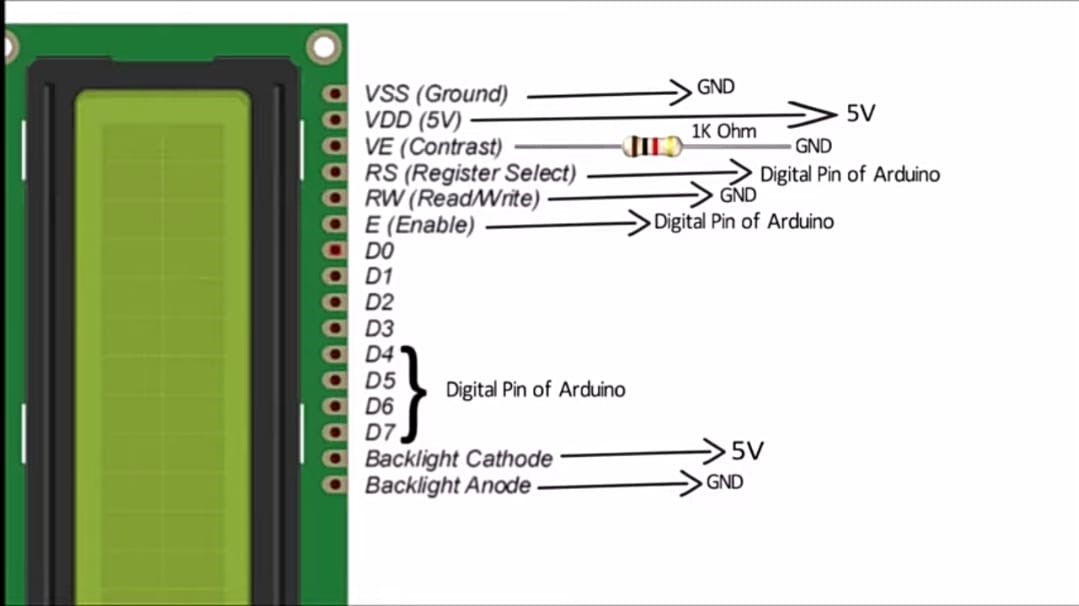 VSS (Ground) GND
VDD (5V) 5V
1K Ohm
VE (Contrast) GND
RS (Register Select) Digital Pin of Arduino
RW (Read/Write) GND
E (Enable) Digital Pin of Arduino
D0
D1
D2
D3
D4
D5
Digital Pin of Arduino
D6
D7
Backlight Cathode 5V
Backlight Anode GND